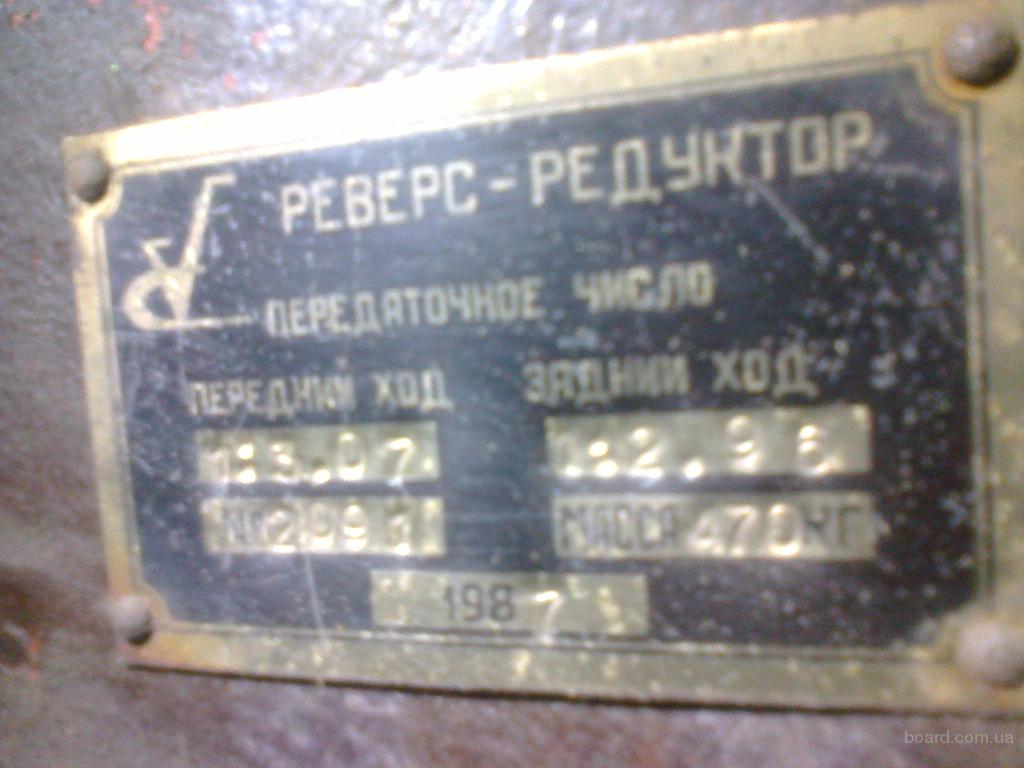 РЕВЕРС-РЕДУКТОР
ПЕРЕДАТОЧНОЕ ЧИСЛО
ПЕРЕДНИЙ ХОД ЗАДНИЙ ХОД
1:3.07 1:2,96
№2991 МАССА 470КГ
1987
board.com.ua